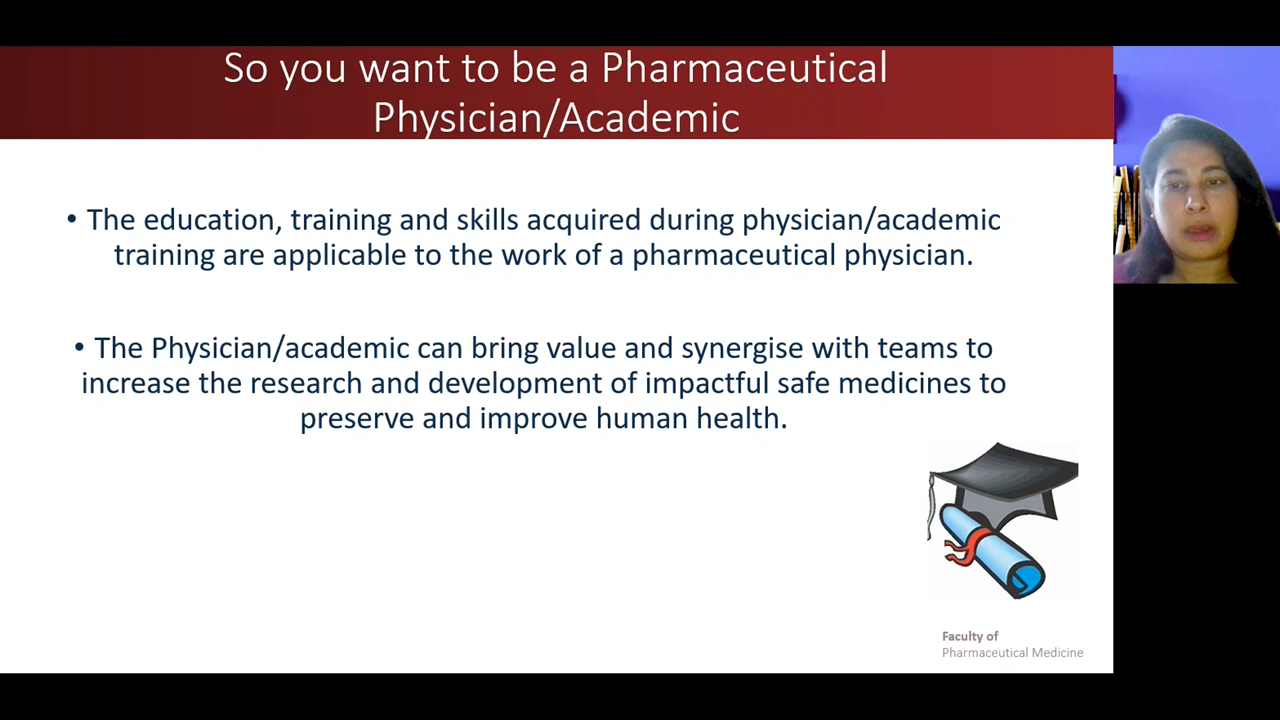 So you want to be a Pharmaceutical
Physician/Academic
• The education, training and skills acquired during physician/academic
training are applicable to the work of a pharmaceutical physician.
• The Physician/academic can bring value and synergise with teams to
increase the research and development of impactful safe medicines to
preserve and improve human health.
Faculty of
Pharmaceutical Medicine